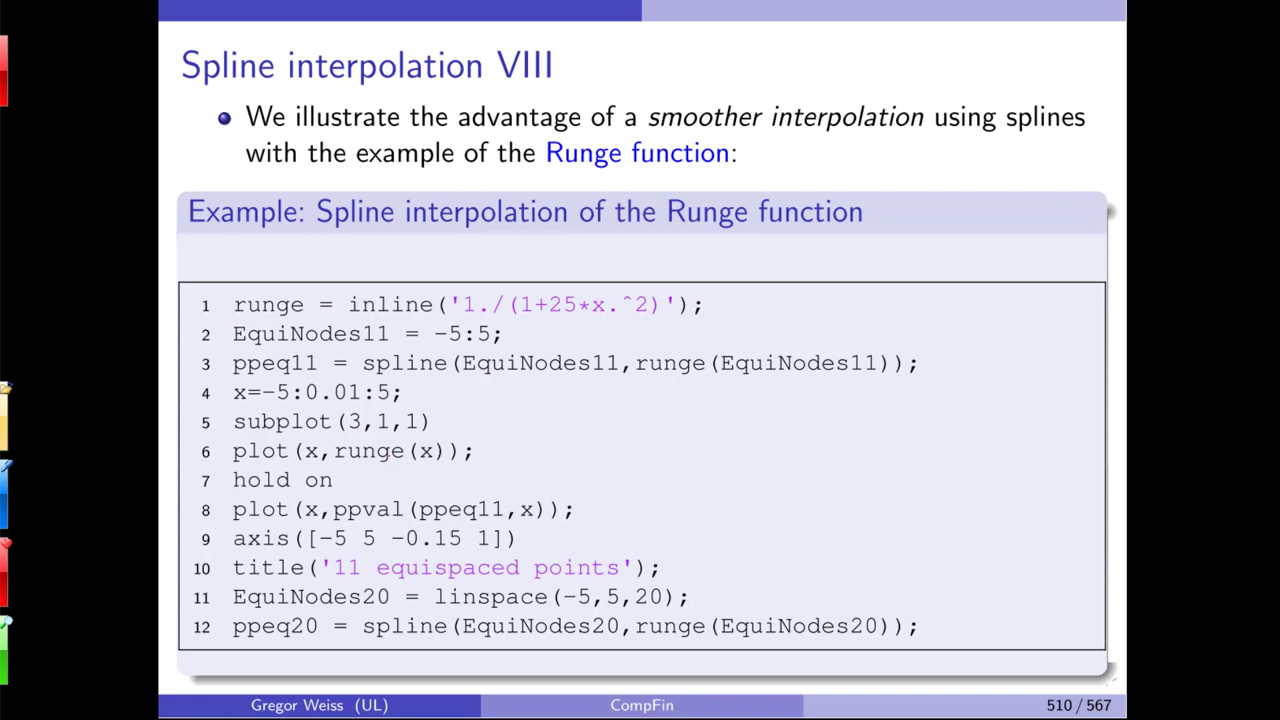 Spline interpolation VIII
We illustrate the advantage of a smoother interpolation using splines
with the example of the Runge function:
Example: Spline interpolation of the Runge function
1 runge = inline('1./(1+25*x.^2)');
2 EquiNodes11 = -5:5;
3 ppeq11 = spline(EquiNodes11,runge(EquiNodes11));
4 x=-5:0.01:5;
5 subplot(3,1,1)
6 plot(x,runge(x));
7 hold on
8 plot(x,ppval(ppeq11,x));
9 axis([-5 5 -0.15 1])
10 title('11 equispaced points');
11 EquiNodes20 = linspace(-5,5,20);
12 ppeq20 = spline(EquiNodes20,runge(EquiNodes20));
Gregor Weiss (UL) CompFin 510 / 567